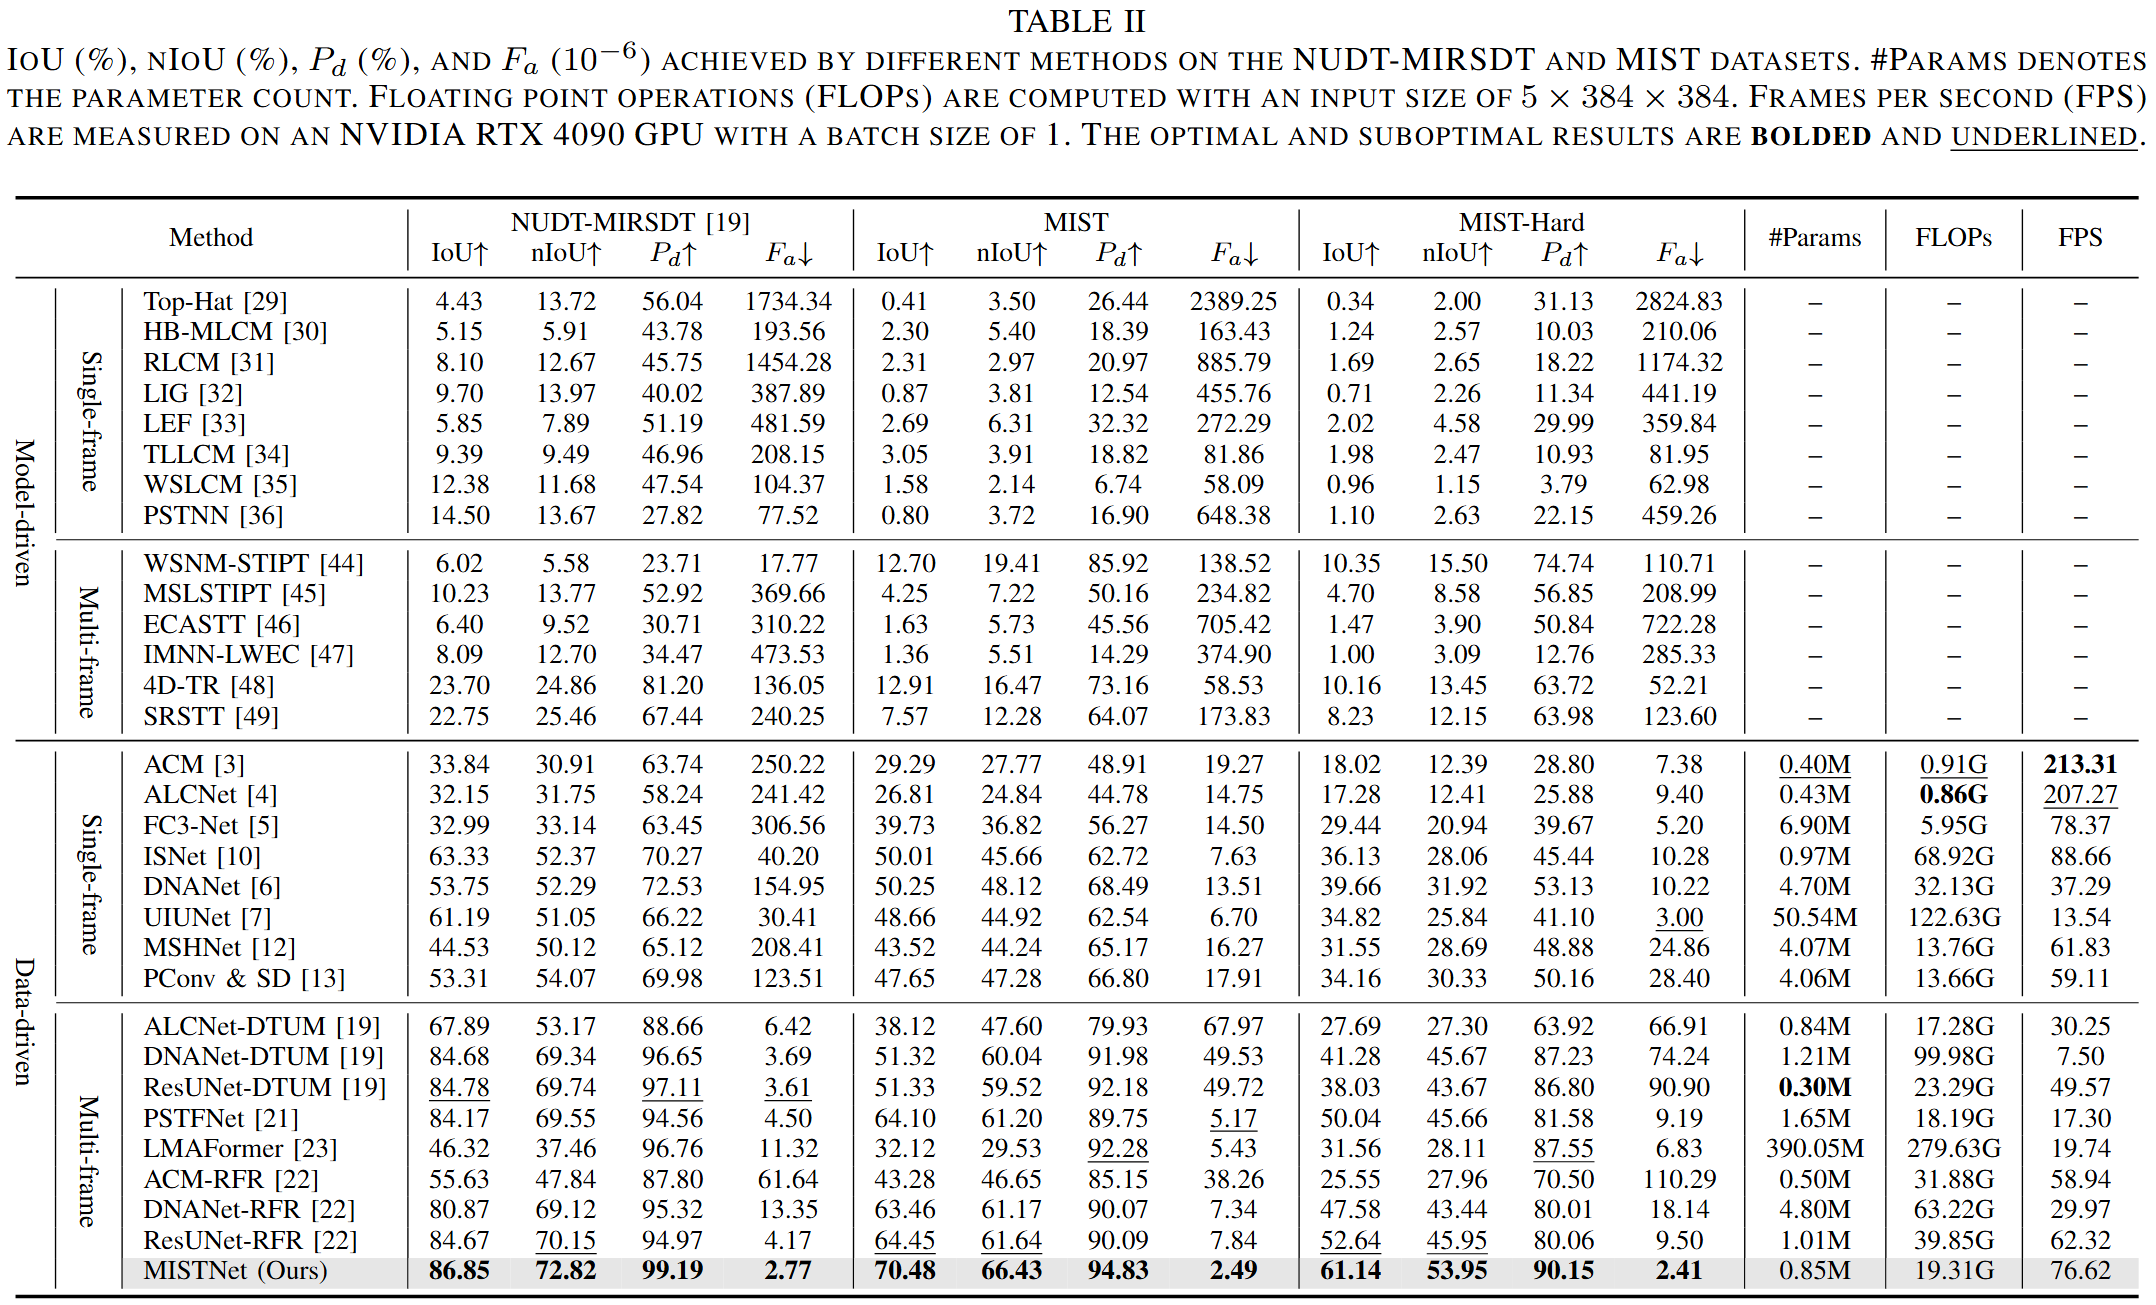 TABLE II
IoU (%), nIoU (%), P_d (%), and F_a (10^−6) achieved by different methods on the NUDT-MIRSDT and MIST datasets. #Params denotes
the parameter count. Floating point operations (FLOPs) are computed with an input size of 5 × 384 × 384. Frames per second (FPS)
are measured on an NVIDIA RTX 4090 GPU with a batch size of 1. The optimal and suboptimal results are bolded and underlined.
Method NUDT-MIRSDT [19] MIST MIST-Hard #Params FLOPs FPS
IoU↑ nIoU↑ P_d↑ F_a↓ IoU↑ nIoU↑ P_d↑ F_a↓ IoU↑ nIoU↑ P_d↑ F_a↓
Model-driven
Single-frame
Top-Hat [29] 4.43 13.72 56.04 1734.34 0.41 3.50 26.44 2389.25 0.34 2.00 31.13 2824.83 – – –
HB-MLCM [30] 5.15 5.91 43.78 193.56 2.30 5.40 18.39 163.43 1.24 2.57 10.03 210.06 – – –
RLCM [31] 8.10 12.67 45.75 1454.28 2.31 2.97 20.97 885.79 1.69 2.65 18.22 1174.32 – – –
LIG [32] 9.70 13.97 40.02 387.89 0.87 3.81 12.54 455.76 0.71 2.26 11.34 441.19 – – –
LEF [33] 5.85 7.89 51.19 481.59 2.69 6.31 32.32 272.29 2.02 4.58 29.99 359.84 – – –
TLLCM [34] 9.39 9.49 46.96 208.15 3.05 3.91 18.82 81.86 1.98 2.47 10.93 81.95 – – –
WSLCM [35] 12.38 11.68 47.54 104.37 1.58 2.14 6.74 58.09 0.96 1.15 3.79 62.98 – – –
PSTNN [36] 14.50 13.67 27.82 77.52 0.80 3.72 16.90 648.38 1.10 2.63 22.15 459.26 – – –
Multi-frame
WSNM-STIPT [44] 6.02 5.58 23.71 17.77 12.70 19.41 85.92 138.52 10.35 15.50 74.74 110.71 – – –
MSLSTIPT [45] 10.23 13.77 52.92 369.66 4.25 7.22 50.16 234.82 4.70 8.58 56.85 208.99 – – –
ECASTT [46] 6.40 9.52 30.71 310.22 1.63 5.73 45.56 705.42 1.47 3.90 50.84 722.28 – – –
IMNN-LWEC [47] 8.09 12.70 34.47 473.53 1.36 5.51 14.29 374.90 1.00 3.09 12.76 285.33 – – –
4D-TR [48] 23.70 24.86 81.20 136.05 12.91 16.47 73.16 58.53 10.16 13.45 63.72 52.21 – – –
SRSTT [49] 22.75 25.46 67.44 240.25 7.57 12.28 64.07 173.83 8.23 12.15 63.98 123.60 – – –
Data-driven
Single-frame
ACM [3] 33.84 30.91 63.74 250.22 29.29 27.77 48.91 19.27 18.02 12.39 28.80 7.38 0.40M 0.91G 213.31
ALCNet [4] 32.15 31.75 58.24 241.42 26.81 24.84 44.78 14.75 17.28 12.41 25.88 9.40 0.43M 0.86G 207.27
FC3-Net [5] 32.99 33.14 63.45 306.56 39.73 36.82 56.27 14.50 29.44 20.94 39.67 5.20 6.90M 5.95G 78.37
ISNet [10] 63.33 52.37 70.27 40.20 50.01 45.66 62.72 7.63 36.13 28.06 45.44 10.28 0.97M 68.92G 88.66
DNANet [6] 53.75 52.29 72.53 154.95 50.25 48.12 68.49 13.51 39.66 31.92 53.13 10.22 4.70M 32.13G 37.29
UIUNet [7] 61.19 51.05 66.22 30.41 48.66 44.92 62.54 6.70 34.82 25.84 41.10 3.00 50.54M 122.63G 13.54
MSHNet [12] 44.53 50.12 65.12 208.41 43.52 44.24 65.17 16.27 31.55 28.69 48.88 24.86 4.07M 13.76G 61.83
PConv & SD [13] 53.31 54.07 69.98 123.51 47.65 47.28 66.80 17.91 34.16 30.33 50.16 28.40 4.06M 13.66G 59.11
Multi-frame
ALCNet-DTUM [19] 67.89 53.17 88.66 6.42 38.12 47.60 79.93 67.97 27.69 27.30 63.92 66.91 0.84M 17.28G 30.25
DNANet-DTUM [19] 84.68 69.34 96.65 3.69 51.32 60.04 91.98 49.53 41.28 45.67 87.23 74.24 1.21M 99.98G 7.50
ResUNet-DTUM [19] 84.78 69.74 97.11 3.61 51.33 59.52 92.18 49.72 38.03 43.67 86.80 90.90 0.30M 23.29G 49.57
PSTFNet [21] 84.17 69.55 94.56 4.50 64.10 61.20 89.75 5.17 50.04 45.66 81.58 9.19 1.65M 18.19G 17.30
LMAFormer [23] 46.32 37.46 96.76 11.32 32.12 29.53 92.28 5.43 31.56 28.11 87.55 6.83 390.05M 279.63G 19.74
ACM-RFR [22] 55.63 47.84 87.80 61.64 43.28 46.65 85.15 38.26 25.55 27.96 70.50 110.29 0.50M 31.88G 58.94
DNANet-RFR [22] 80.87 69.12 95.32 13.35 63.46 61.17 90.07 7.34 47.58 43.44 80.01 18.14 4.80M 63.22G 29.97
ResUNet-RFR [22] 84.67 70.15 94.97 4.17 64.45 61.64 90.09 7.84 52.64 45.95 80.06 9.50 1.01M 39.85G 62.32
MISTNet (Ours) 86.85 72.82 99.19 2.77 70.48 66.43 94.83 2.49 61.14 53.95 90.15 2.41 0.85M 19.31G 76.62